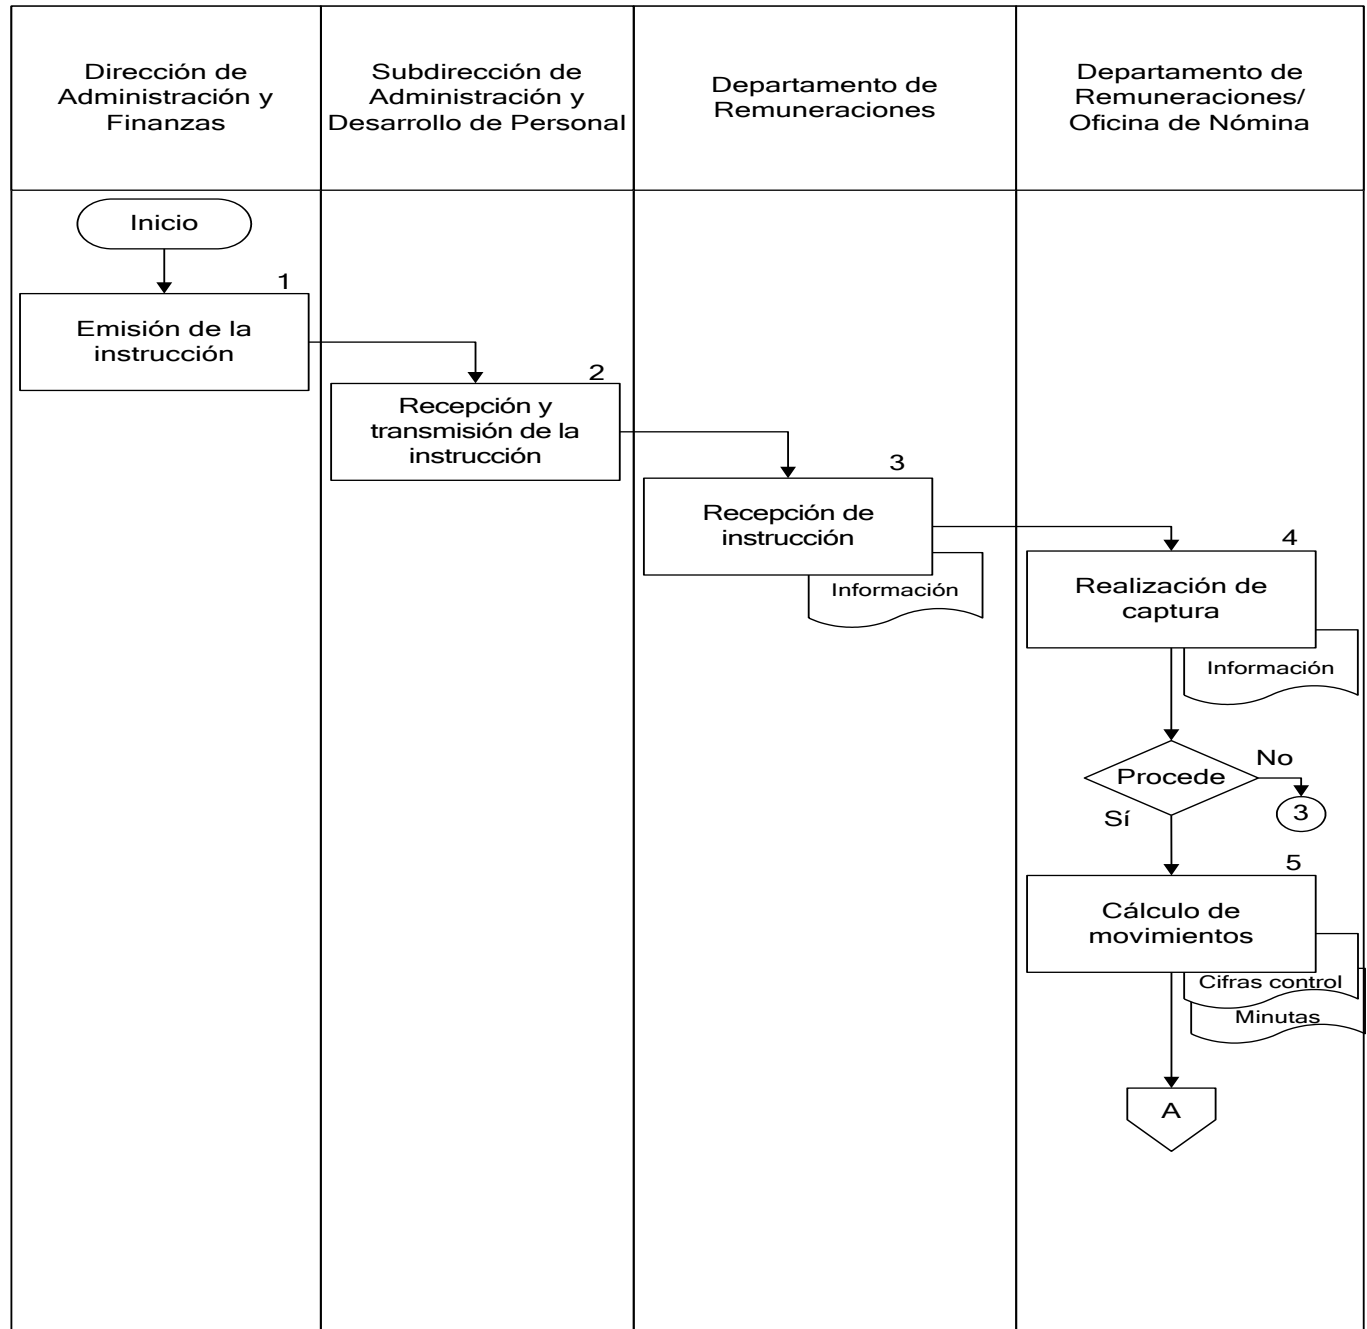 Dirección de
Administración y
Finanzas
Subdirección de
Administración y
Desarrollo de Personal
Departamento de
Remuneraciones
Departamento de
Remuneraciones/
Oficina de Nómina
Inicio
1
Emisión de la
instrucción
2
Recepción y
transmisión de la
instrucción
3
Recepción de
instrucción
Información
4
Realización de
captura
Información
Procede
No
3
Sí
5
Cálculo de
movimientos
Cifras control
Minutas
A